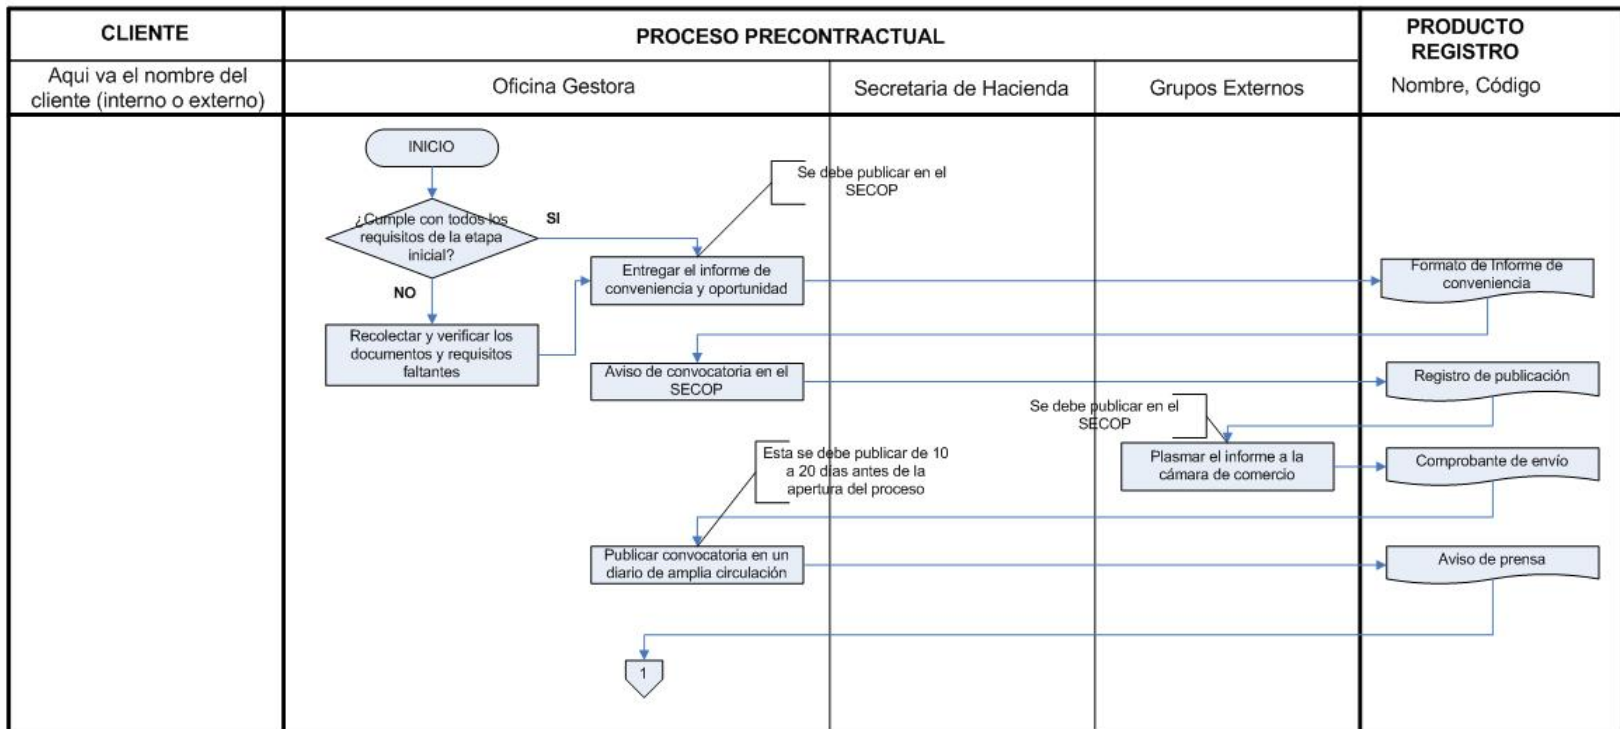 CLIENTE
PROCESO PRECONTRACTUAL
PRODUCTO
REGISTRO
Aqui va el nombre del
cliente (interno o externo)
Oficina Gestora
Secretaria de Hacienda
Grupos Externos
Nombre, Código
INICIO
Se debe publicar en el
SECOP
¿Cumple con todos los
requisitos de la etapa
inicial?
SI
NO
Entregar el informe de
conveniencia y oportunidad
Formato de Informe de
conveniencia
Recolectar y verificar los
documentos y requisitos
faltantes
Aviso de convocatoria en el
SECOP
Registro de publicación
Se debe publicar en el
SECOP
Esta se debe publicar de 10
a 20 días antes de la
apertura del proceso
Plasmar el informe a la
cámara de comercio
Comprobante de envío
Publicar convocatoria en un
diario de amplia circulación
Aviso de prensa
1